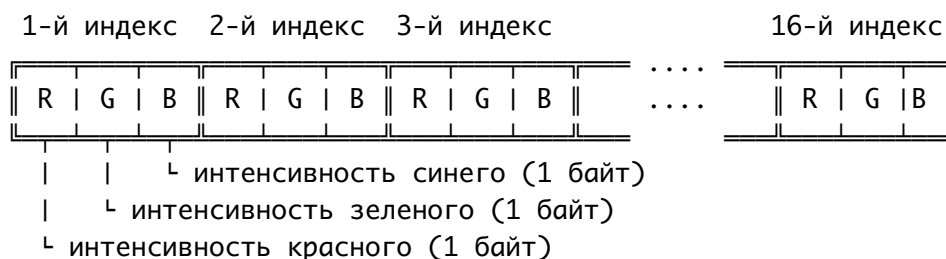 1-й индекс 2-й индекс 3-й индекс 16-й индекс
....
R | G | B R | G | B R | G | B .... R | G |B
интенсивность синего (1 байт)
интенсивность зеленого (1 байт)
интенсивность красного (1 байт)